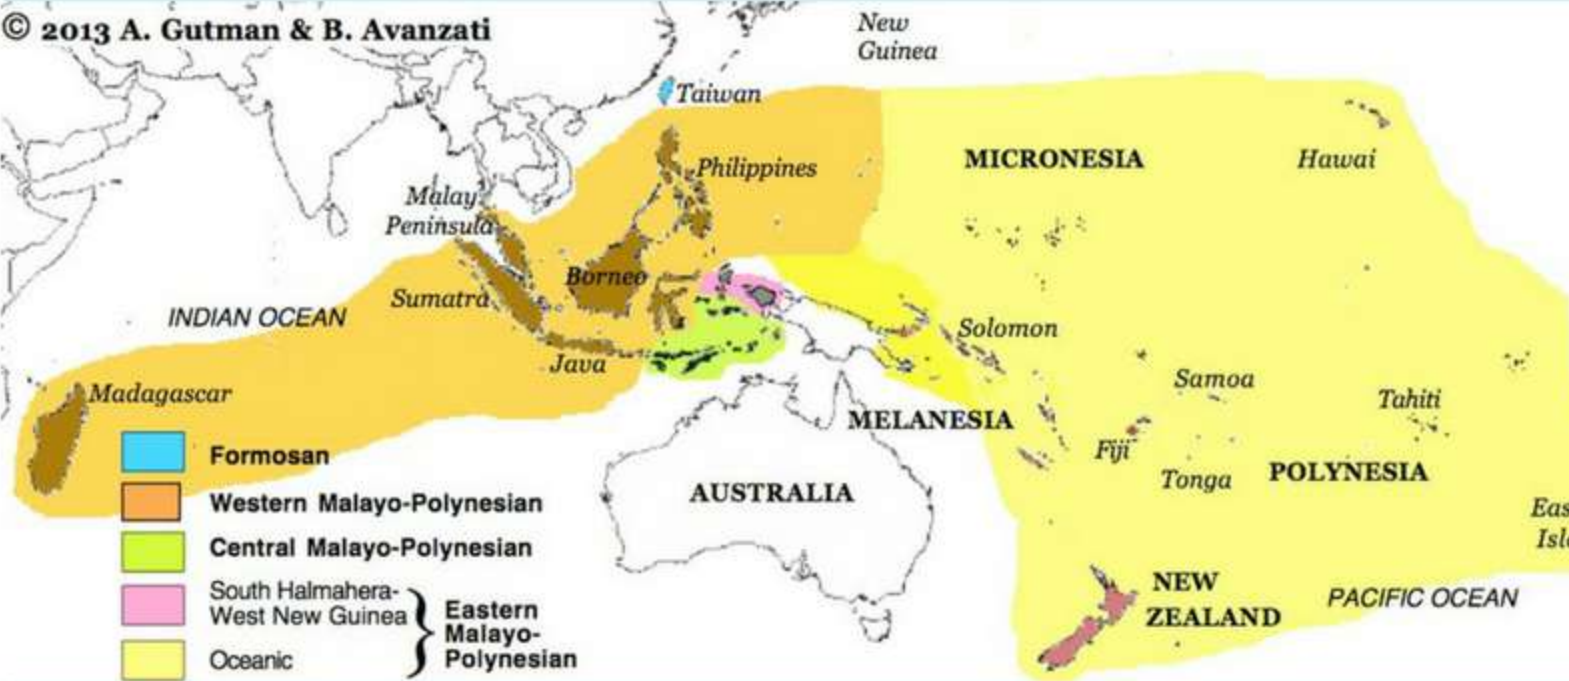 © 2013 A. Gutman & B. Avanzati
New
Guinea
Taiwan
MICRONESIA
Hawai
Philippines
Malay
Peninsula
Borneo
Sumatra
INDIAN OCEAN
Solomon
Java
Samoa
Madagascar
Tahiti
MELANESIA
Fiji
Tonga
POLYNESIA
AUSTRALIA
Eas
Isl
NEW
ZEALAND
PACIFIC OCEAN
Formosan
Western Malayo-Polynesian
Central Malayo-Polynesian
South Halmahera-
West New Guinea
Oceanic
Eastern
Malayo-
Polynesian